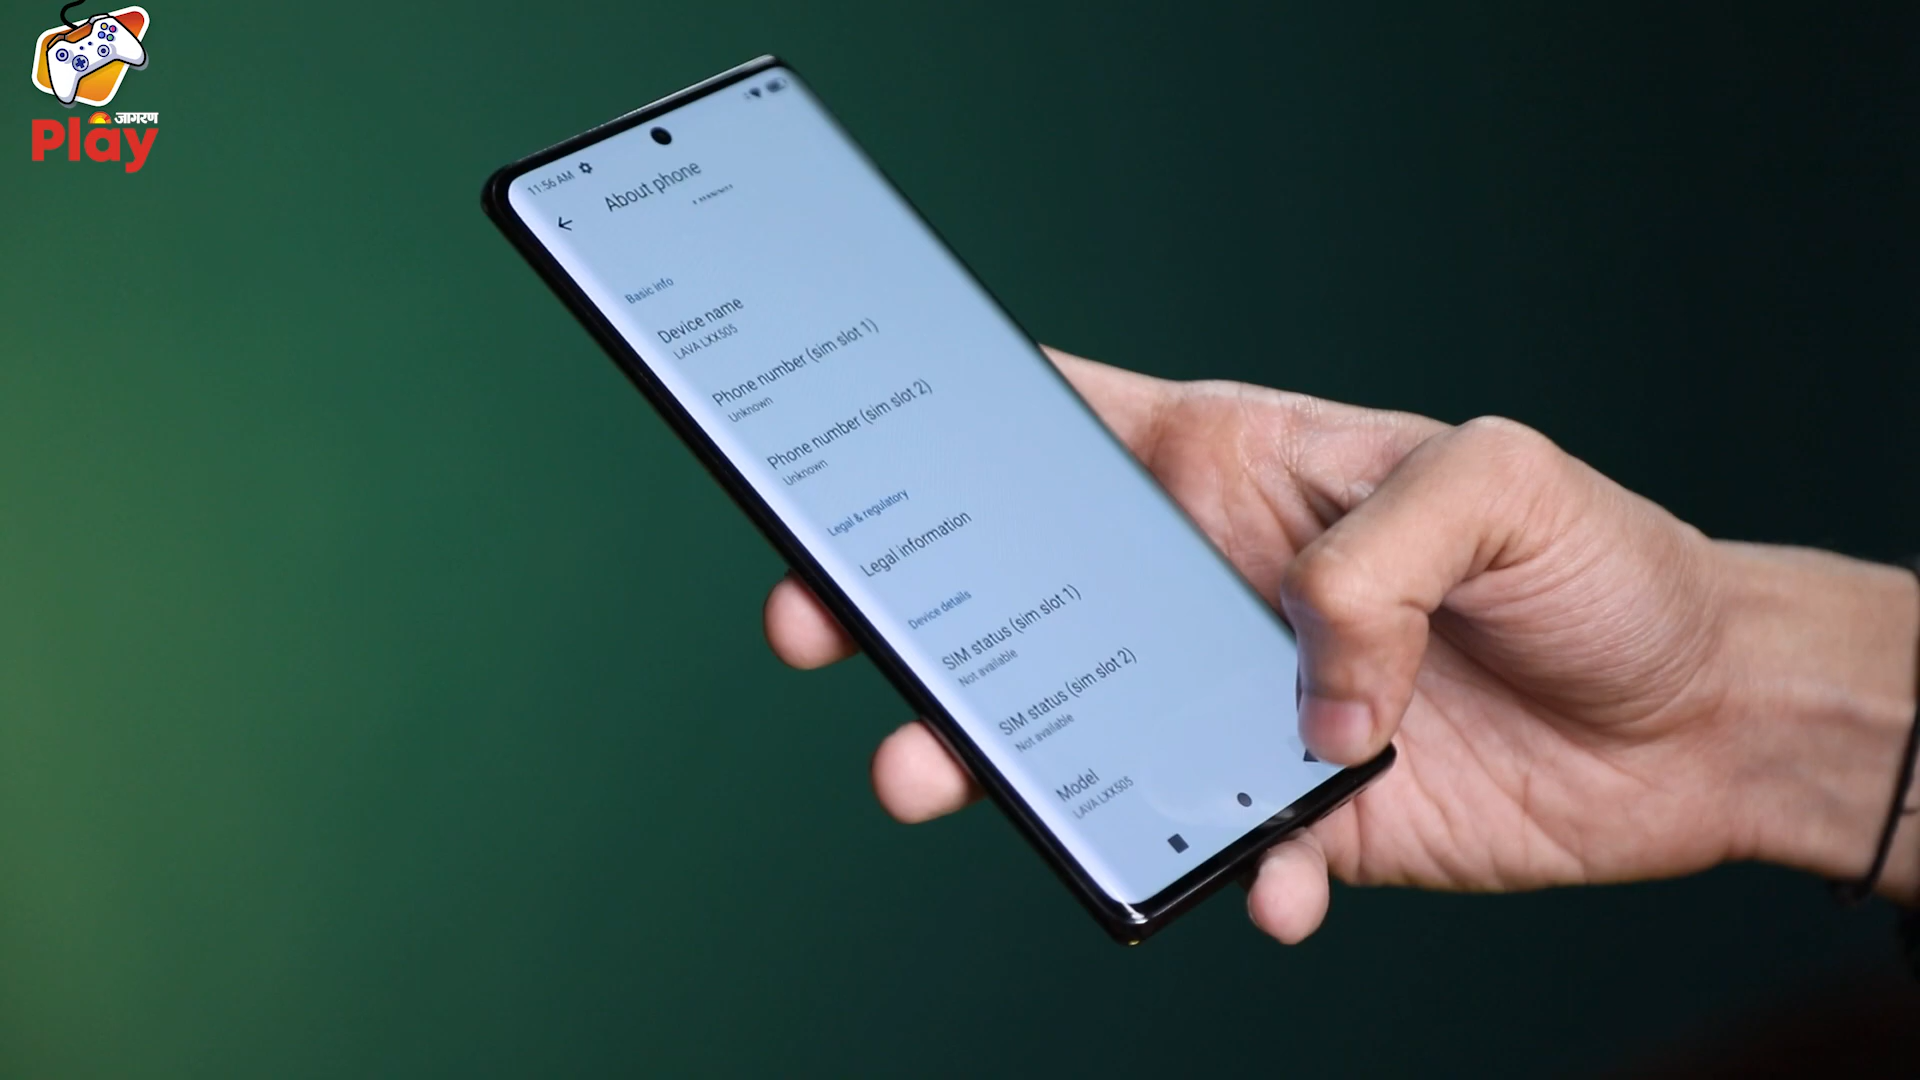 जागरण
Play
11:56 AM
About phone
Basic info
Device name
LAVA LXX505
Phone number (sim slot 1)
Unknown
Phone number (sim slot 2)
Unknown
Legal & regulatory
Legal information
Device details
SIM status (sim slot 1)
Not available
SIM status (sim slot 2)
Not available
Model
LAVA LXX505